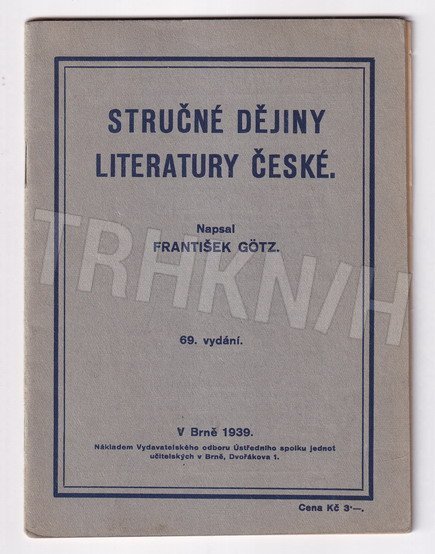 STRUČNÉ DĚJINY
LITERATURY ČESKÉ.
Napsal
FRANTIŠEK GÖTZ.
TRHKN/H
69. vydání.
V Brně 1939.
Nákladem Vydavatelského odboru Ústředního spolku jednot
učitelských v Brně, Dvořákova 1.
Cena Kč 3·—.